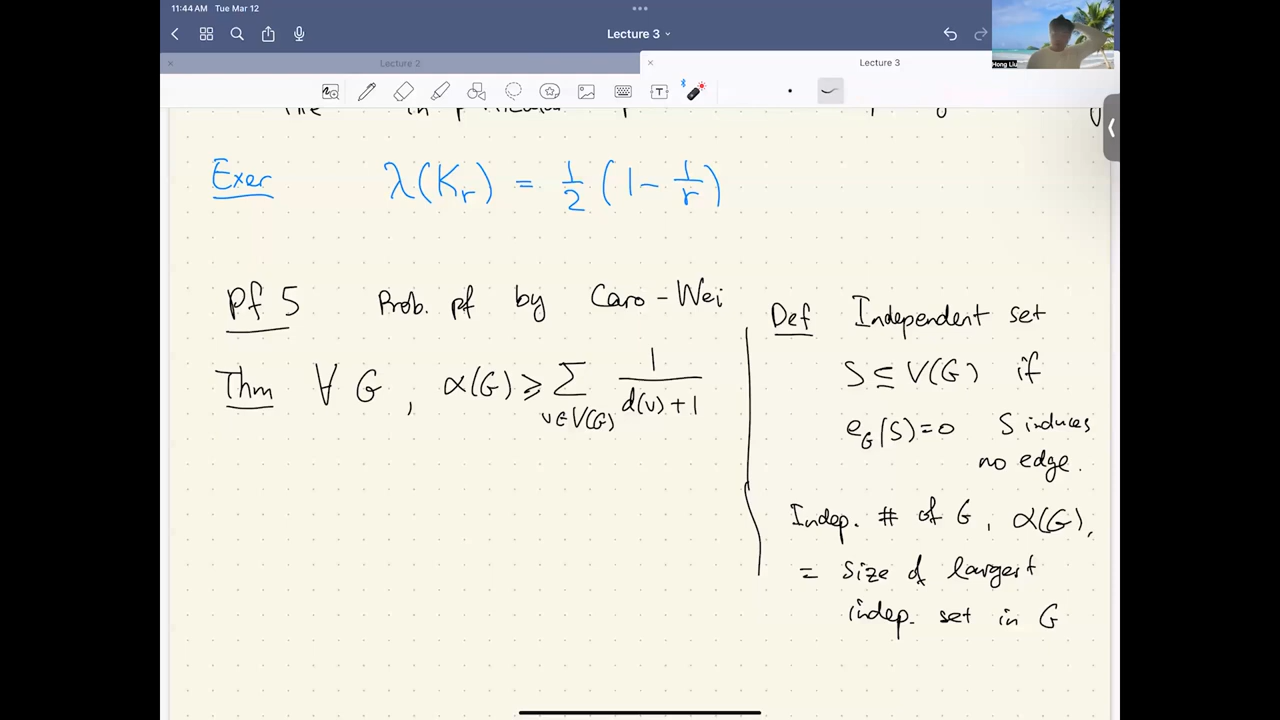 11:44 AM Tue Mar 12
Lecture 3
Lecture 2
Lecture 3
Hong Liu
Exer λ(K_r) = 1/2 (1 - 1/r)
Pf 5 Prob. pf by Caro-Wei
Thm ∀ G, α(G) ≥ ∑_{v∈V(G)} 1/(d(v)+1)
Def Independent set
S ⊆ V(G) if
e_G(S)=0 S induces
no edge.
Indep. # of G, α(G),
= size of largest
indep. set in G